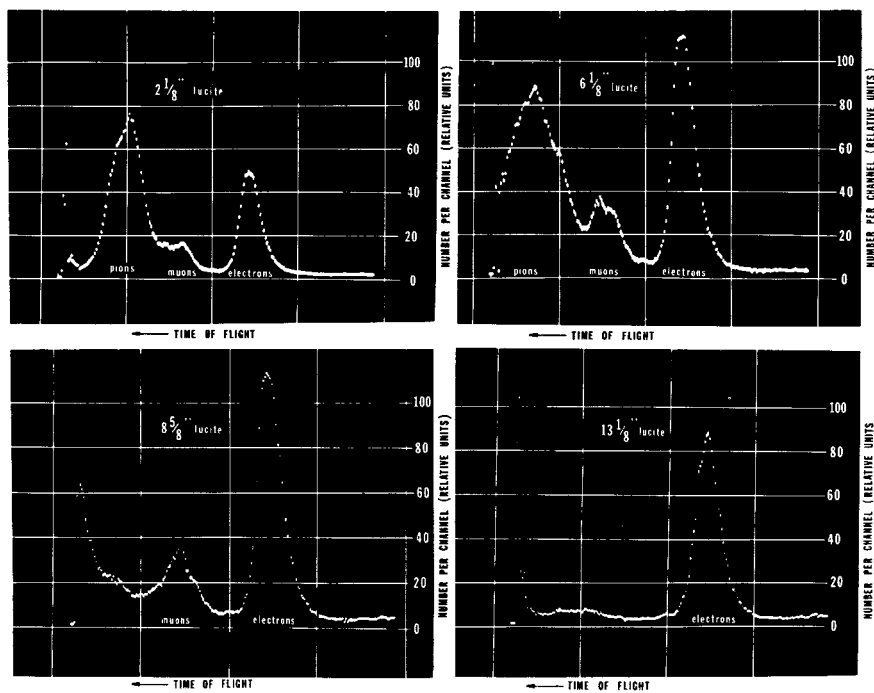 2 1/8" lucite
100
80
60
40
20
0
pions muons electrons
NUMBER PER CHANNEL (RELATIVE UNITS)
← TIME OF FLIGHT
6 1/8" lucite
100
80
60
40
20
0
pions muons electrons
NUMBER PER CHANNEL (RELATIVE UNITS)
← TIME OF FLIGHT
8 5/8" lucite
100
80
60
40
20
0
muons electrons
NUMBER PER CHANNEL (RELATIVE UNITS)
← TIME OF FLIGHT
13 1/8" lucite
100
80
60
40
20
0
electrons
NUMBER PER CHANNEL (RELATIVE UNITS)
← TIME OF FLIGHT